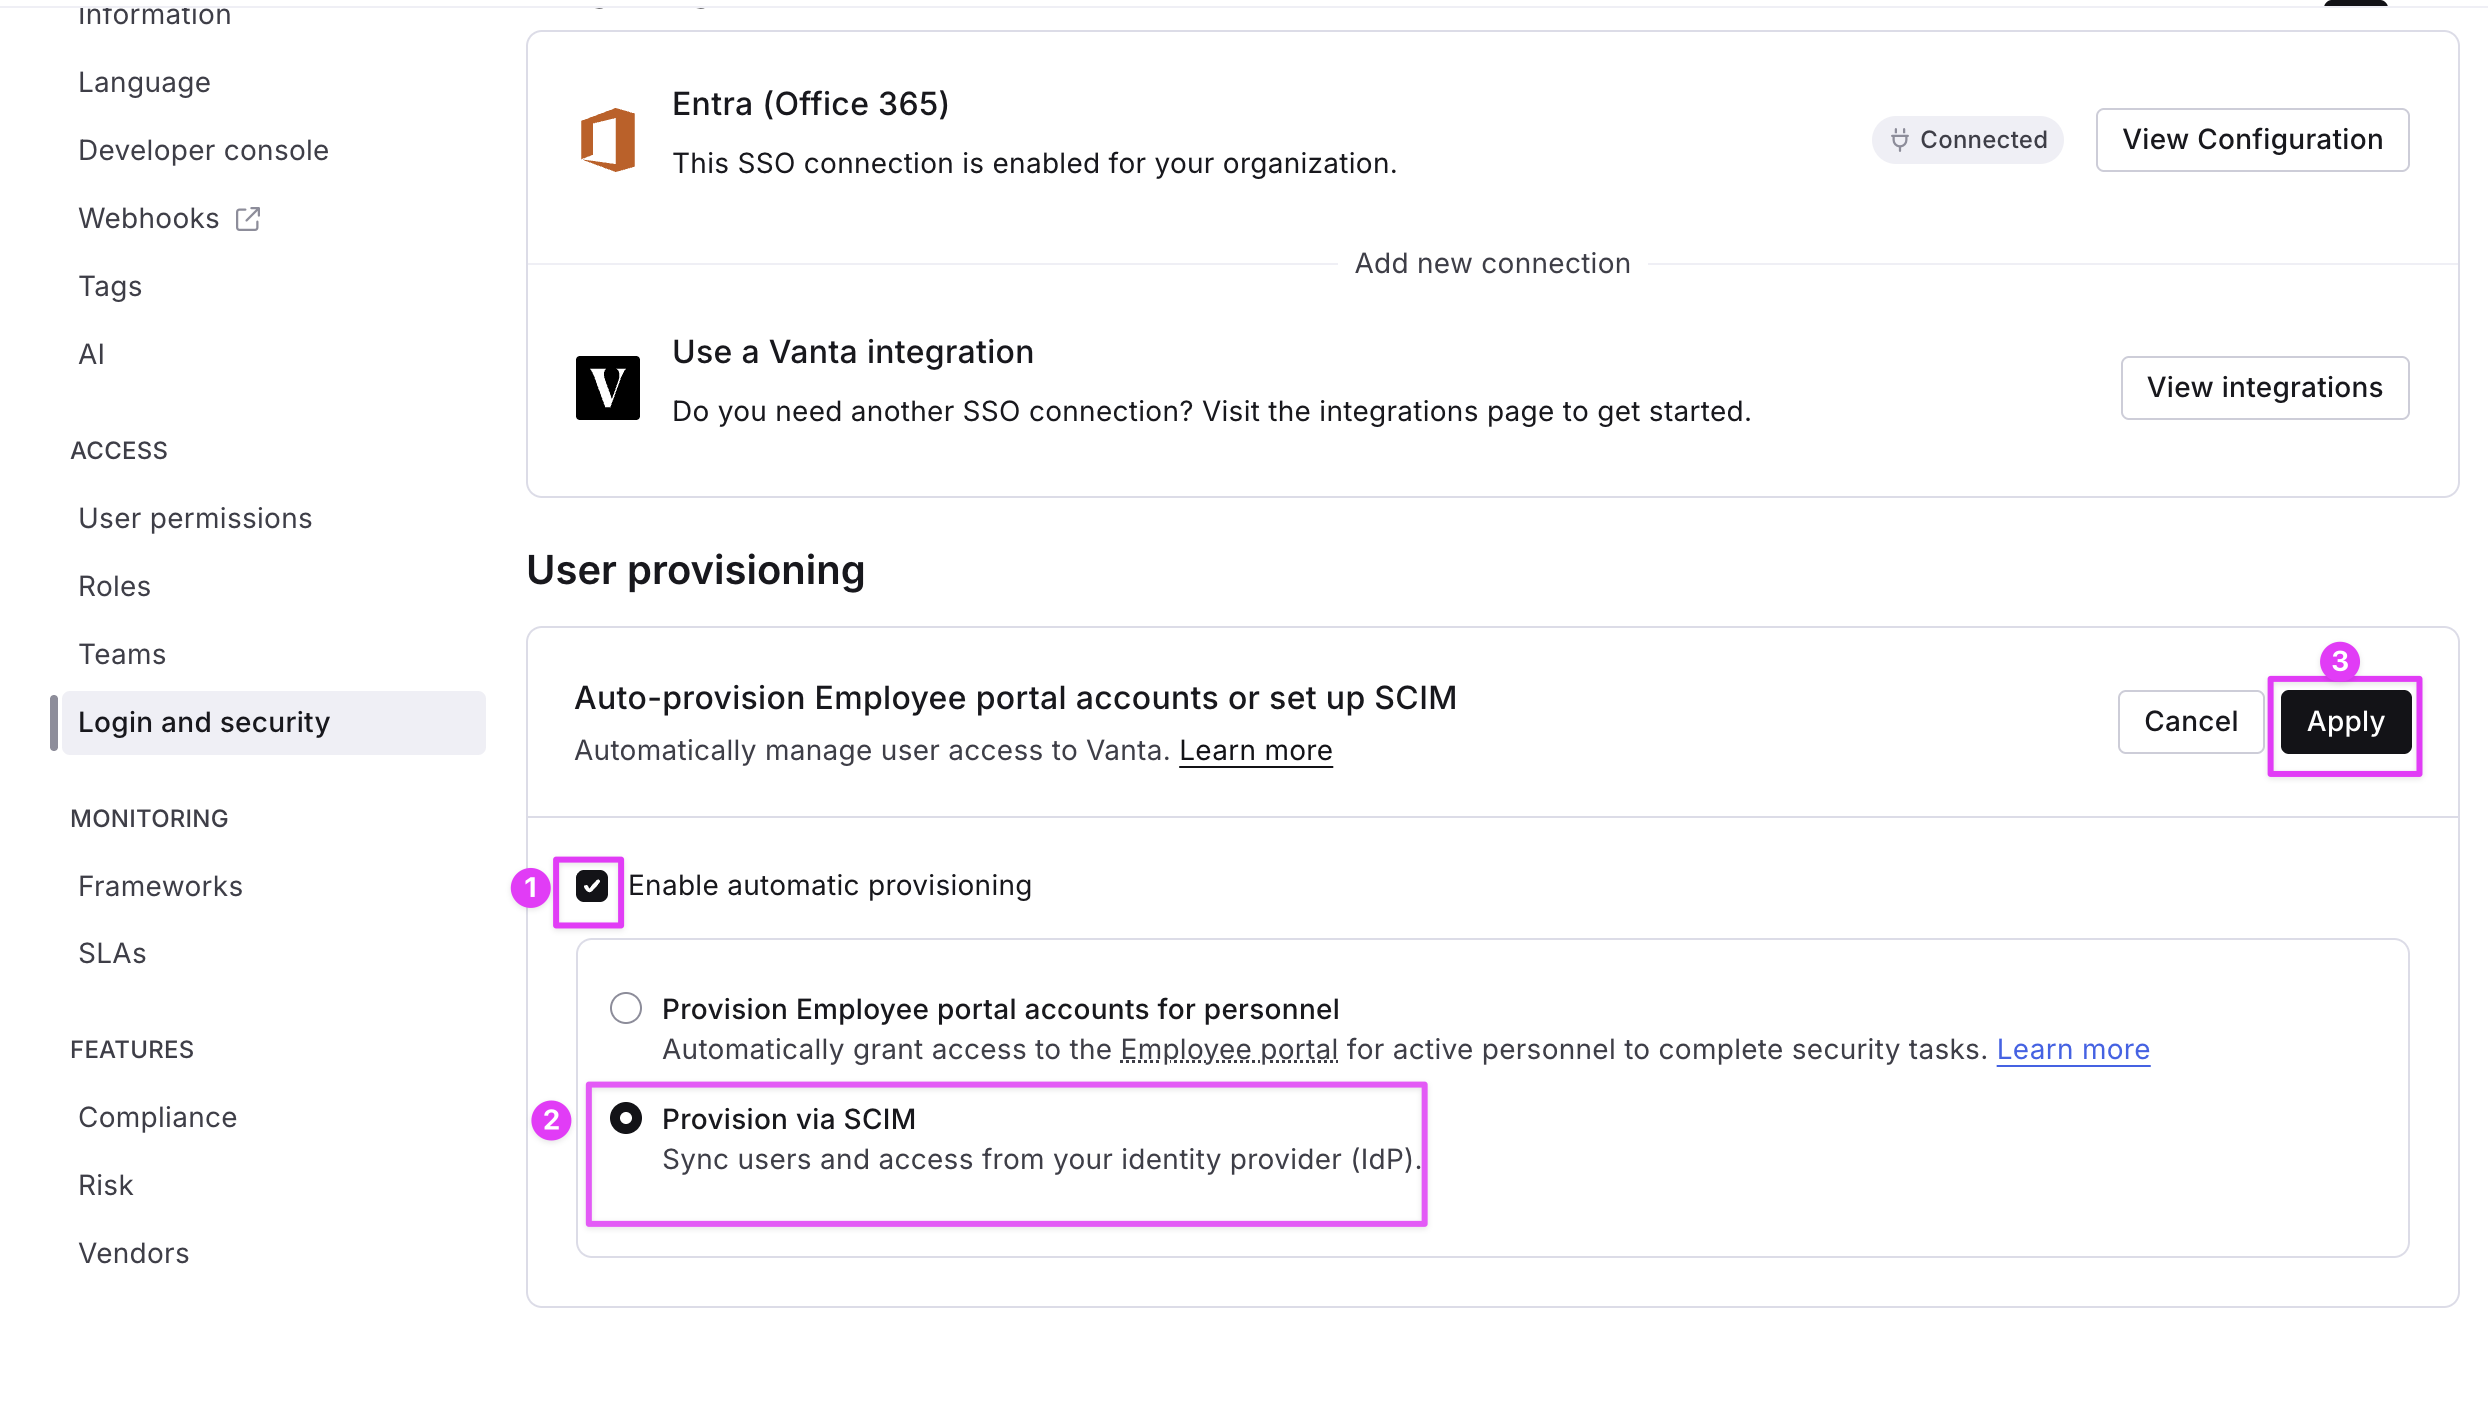 Information
Language
Developer console
Webhooks
Tags
AI
ACCESS
User permissions
Roles
Teams
Login and security
MONITORING
Frameworks
SLAs
FEATURES
Compliance
Risk
Vendors
Entra (Office 365)
This SSO connection is enabled for your organization.
Connected
View Configuration
Add new connection
V
Use a Vanta integration
Do you need another SSO connection? Visit the integrations page to get started.
View integrations
User provisioning
Auto-provision Employee portal accounts or set up SCIM
Automatically manage user access to Vanta. Learn more
Cancel
3
Apply
1
Enable automatic provisioning
Provision Employee portal accounts for personnel
Automatically grant access to the Employee portal for active personnel to complete security tasks. Learn more
2
Provision via SCIM
Sync users and access from your identity provider (IdP).